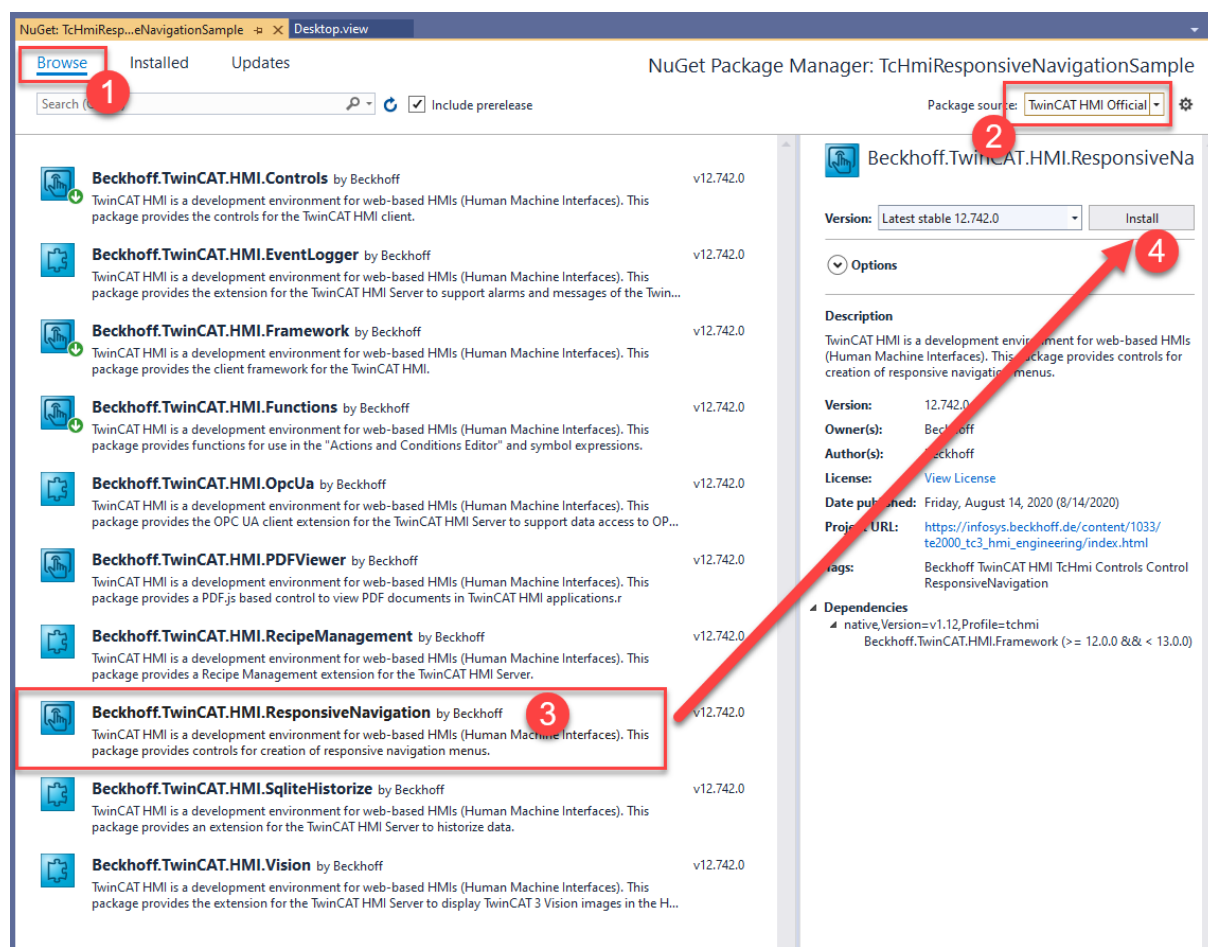 NuGet: TcHmiResp...eNavigationSample
Desktop.view
Browse
Installed
Updates
NuGet Package Manager: TcHmiResponsiveNavigationSample
1
Search
Include prerelease
Package source: TwinCAT HMI Official
2
Beckhoff.TwinCAT.HMI.Controls by Beckhoff
v12.742.0
TwinCAT HMI is a development environment for web-based HMIs (Human Machine Interfaces). This
package provides the controls for the TwinCAT HMI client.
Beckhoff.TwinCAT.HMI.EventLogger by Beckhoff
v12.742.0
TwinCAT HMI is a development environment for web-based HMIs (Human Machine Interfaces). This
package provides the extension for the TwinCAT HMI Server to support alarms and messages of the Twin...
Beckhoff.TwinCAT.HMI.Framework by Beckhoff
v12.742.0
TwinCAT HMI is a development environment for web-based HMIs (Human Machine Interfaces). This
package provides the client framework for the TwinCAT HMI.
Beckhoff.TwinCAT.HMI.Functions by Beckhoff
v12.742.0
TwinCAT HMI is a development environment for web-based HMIs (Human Machine Interfaces). This
package provides functions for use in the "Actions and Conditions Editor" and symbol expressions.
Beckhoff.TwinCAT.HMI.OpcUa by Beckhoff
v12.742.0
TwinCAT HMI is a development environment for web-based HMIs (Human Machine Interfaces). This
package provides the OPC UA client extension for the TwinCAT HMI Server to support data access to OP...
Beckhoff.TwinCAT.HMI.PDFViewer by Beckhoff
v12.742.0
TwinCAT HMI is a development environment for web-based HMIs (Human Machine Interfaces). This
package provides a PDF.js based control to view PDF documents in TwinCAT HMI applications.r
Beckhoff.TwinCAT.HMI.RecipeManagement by Beckhoff
v12.742.0
TwinCAT HMI is a development environment for web-based HMIs (Human Machine Interfaces). This
package provides a Recipe Management extension for the TwinCAT HMI Server.
Beckhoff.TwinCAT.HMI.ResponsiveNavigation by Beckhoff
3
v12.742.0
TwinCAT HMI is a development environment for web-based HMIs (Human Machine Interfaces). This
package provides controls for creation of responsive navigation menus.
Beckhoff.TwinCAT.HMI.SqliteHistorize by Beckhoff
v12.742.0
TwinCAT HMI is a development environment for web-based HMIs (Human Machine Interfaces). This
package provides an extension for the TwinCAT HMI Server to historize data.
Beckhoff.TwinCAT.HMI.Vision by Beckhoff
v12.742.0
TwinCAT HMI is a development environment for web-based HMIs (Human Machine Interfaces). This
package provides the extension for the TwinCAT HMI Server to display TwinCAT 3 Vision images in the H...
Beckhoff.TwinCAT.HMI.ResponsiveNa
Version: Latest stable 12.742.0
Install
4
Options
Description
TwinCAT HMI is a development environment for web-based HMIs
(Human Machine Interfaces). This package provides controls for
creation of responsive navigation menus.
Version: 12.742.0
Owner(s): Beckhoff
Author(s): Beckhoff
License: View License
Date published: Friday, August 14, 2020 (8/14/2020)
Project URL: https://infosys.beckhoff.de/content/1033/
te2000_tc3_hmi_engineering/index.html
Tags: Beckhoff TwinCAT HMI TcHmi Controls Control
ResponsiveNavigation
Dependencies
native,Version=v1.12,Profile=tchmi
Beckhoff.TwinCAT.HMI.Framework (>= 12.0.0 && < 13.0.0)